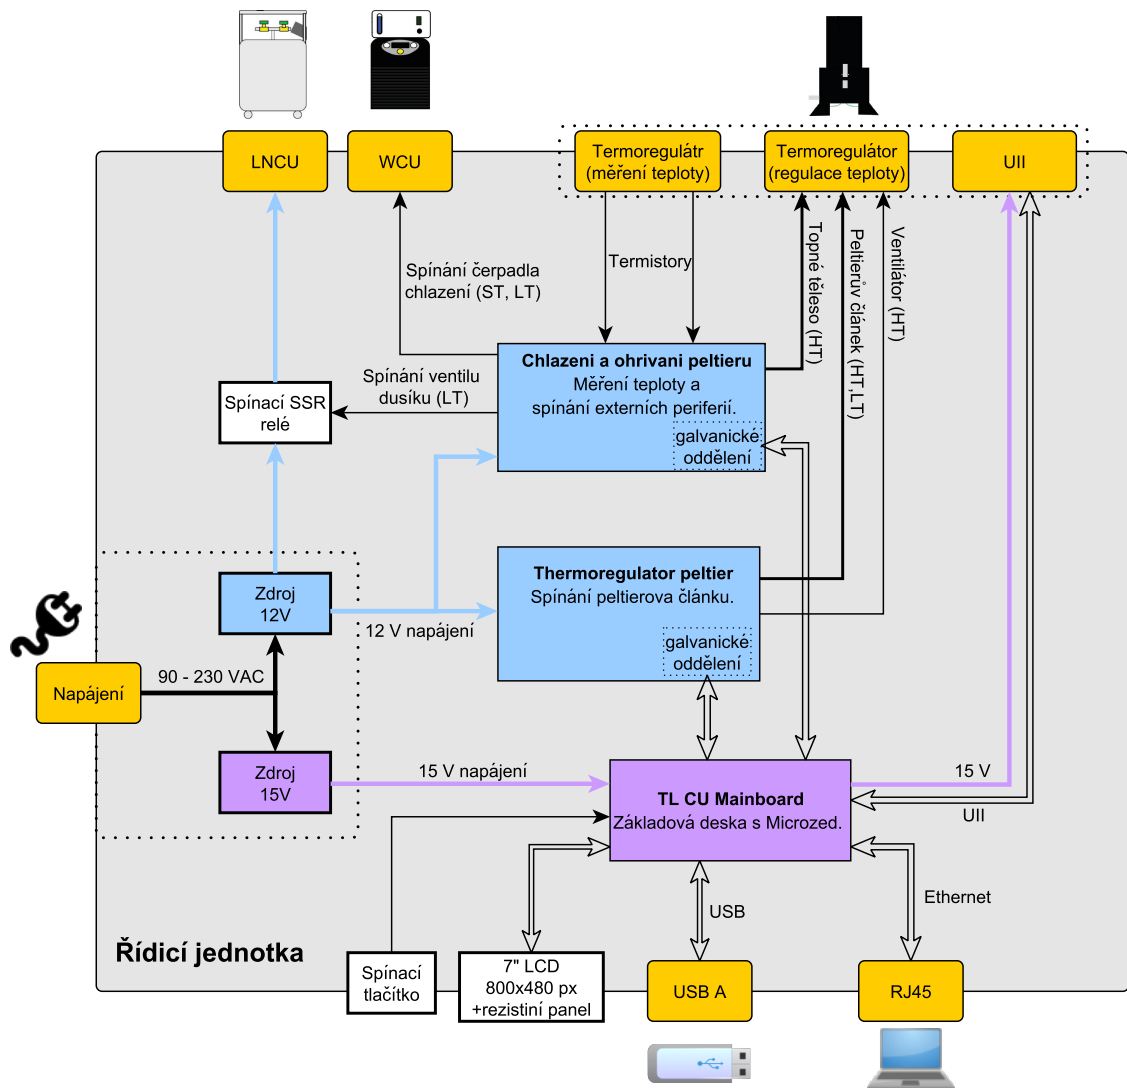 LNCU
WCU
Termoregulátr
(měření teploty)
Termoregulátor
(regulace teploty)
UII
Termistory
Topné těleso (HT)
Peltierův článek (HT,LT)
Ventilátor (HT)
Spínání čerpadla
chlazení (ST, LT)
Chlazeni a ohrivani peltieru
Měření teploty a
spínání externích periferií.
galvanické
oddělení
Spínání ventilu
dusíku (LT)
Spínací SSR
relé
Thermoregulator peltier
Spínání peltierova článku.
galvanické
oddělení
Zdroj
12V
12 V napájení
Napájení
90 - 230 VAC
Zdroj
15V
15 V napájení
TL CU Mainboard
Základová deska s Microzed.
15 V
UII
USB
Ethernet
Řídicí jednotka
Spínací
tlačítko
7" LCD
800x480 px
+rezistiní panel
USB A
RJ45